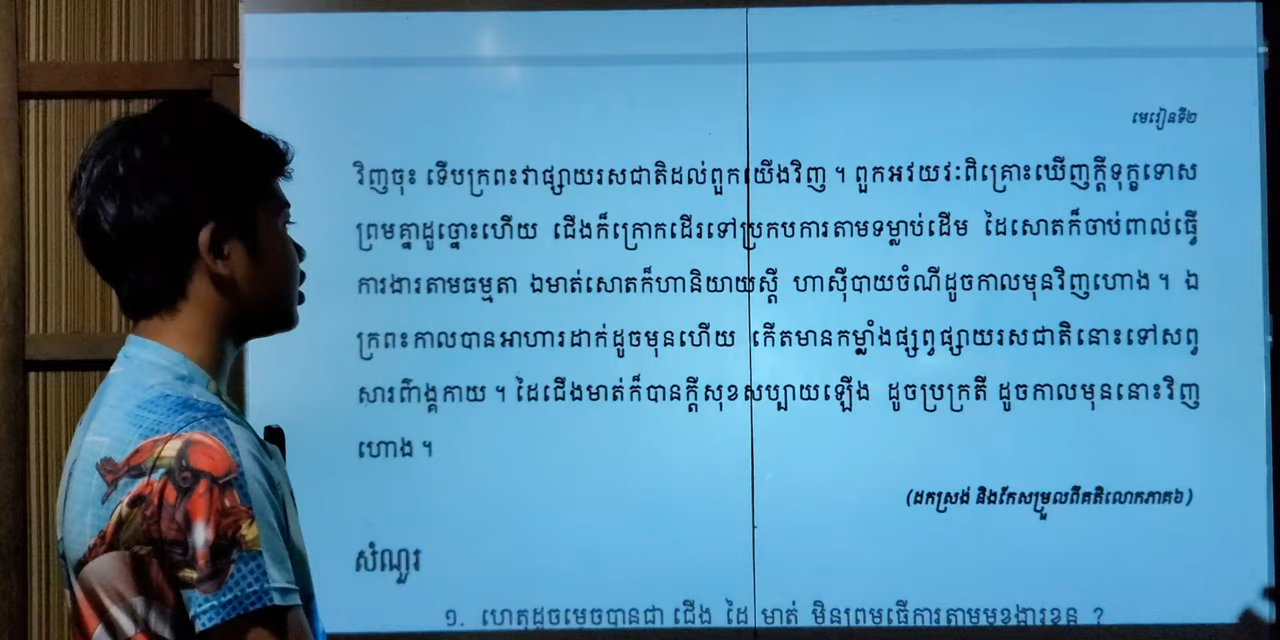 មេរៀនទី២
វិញចុះ ទើបក្រពះវាផ្សាយរសជាតិដល់ពួកយើងវិញ ។ ពួកអវយវៈពិគ្រោះឃើញក្តីទុក្ខទោស
ព្រមគ្នាដូច្នោះហើយ ជើងក៏ក្រោកដើរទៅប្រកបការតាមទម្លាប់ដើម ដៃសោតក៏ចាប់ពាល់ធ្វើ
ការងារតាមធម្មតា ឯមាត់សោតក៏ហានិយាយស្តី ហាស៊ីបាយចំណីដូចកាលមុនវិញហោង ។ ឯ
ក្រពះកាលបានអាហារដាក់ដូចមុនហើយ កើតមានកម្លាំងផ្សព្វផ្សាយរសជាតិនោះទៅសព្វ
សារពាង្គកាយ ។ ដៃជើងមាត់ក៏បានក្តីសុខសប្បាយឡើង ដូចប្រក្រតី ដូចកាលមុននោះវិញ
ហោង ។
(ដកស្រង់ និងកែសម្រួលពីគតិលោកភាគ៦)
សំណួរ
១. ហេតុដូចម្តេចបានជា ជើង ដៃ មាត់ មិនព្រមធ្វើការតាមមុខងារខ្លួន ?